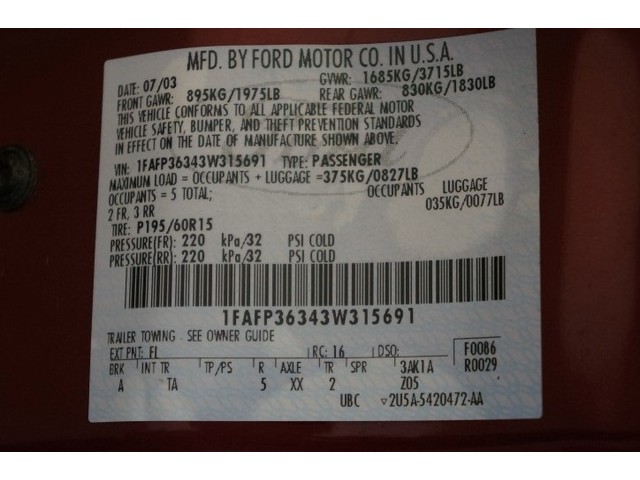 MFD. BY FORD MOTOR CO. IN U.S.A.
DATE: 07/03 GVWR: 1685KG/3715LB
FRONT GAWR: 895KG/1975LB REAR GAWR: 830KG/1830LB
THIS VEHICLE CONFORMS TO ALL APPLICABLE FEDERAL MOTOR
VEHICLE SAFETY, BUMPER, AND THEFT PREVENTION STANDARDS
IN EFFECT ON THE DATE OF MANUFACTURE SHOWN ABOVE.
VIN: 1FAFP36343W315691 TYPE: PASSENGER
MAXIMUM LOAD = OCCUPANTS + LUGGAGE =375KG/0827LB
OCCUPANTS = 5 TOTAL; OCCUPANTS LUGGAGE
2 FR, 3 RR 035KG/0077LB
TIRE: P195/60R15
PRESSURE(FR): 220 kPa/32 PSI COLD
PRESSURE(RR): 220 kPa/32 PSI COLD
1FAFP36343W315691
TRAILER TOWING - SEE OWNER GUIDE
EXT PNT: FL RC: 16 DSO: F0086
R0029
BRK INT TR TP/PS R AXLE TR SPR 3AK1A
A TA 5 XX 2 Z05
UBC ▽2U5A-5420472-AA